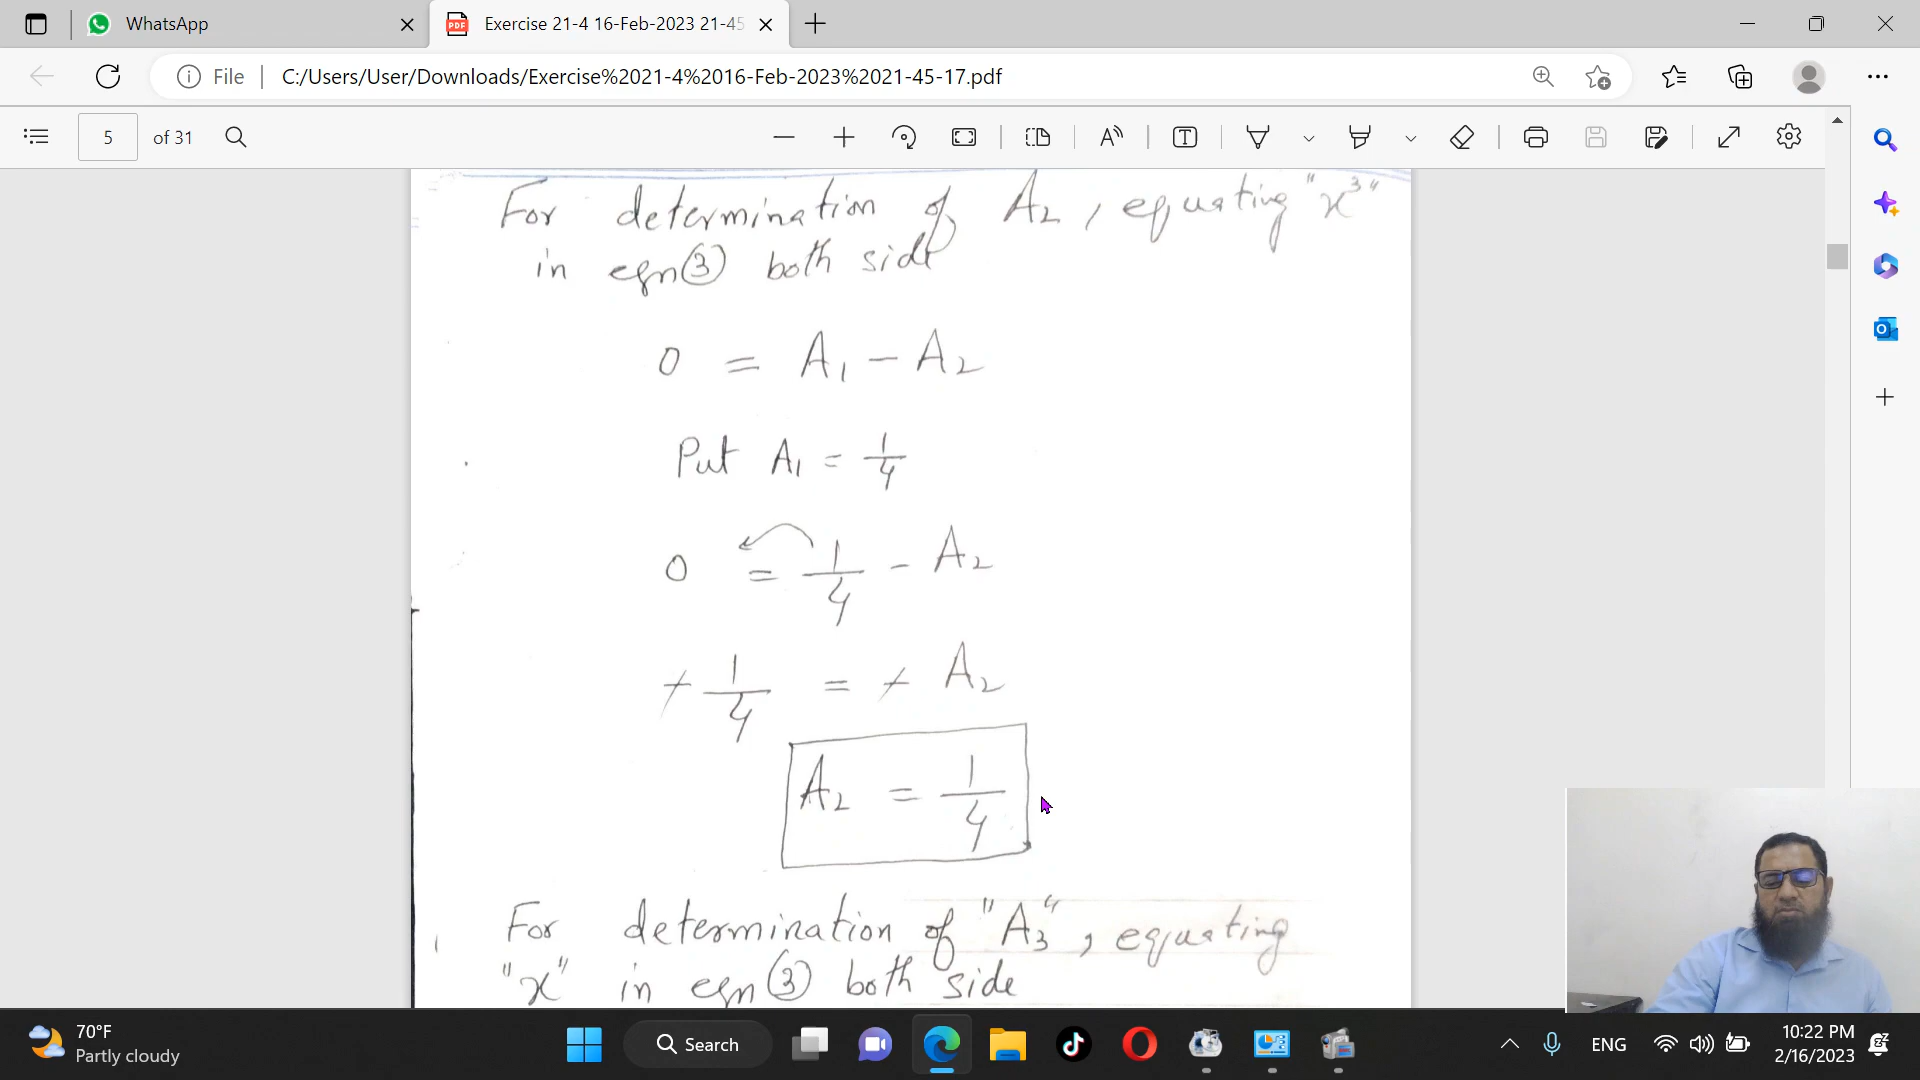 WhatsApp
Exercise 21-4 16-Feb-2023 21-45
File
C:/Users/User/Downloads/Exercise%2021-4%2016-Feb-2023%2021-45-17.pdf
5 of 31
For determination of A₂, equating "x³"
in eqn(3) both side
0 = A₁ - A₂
Put A₁ = 1/4
0 = 1/4 - A₂
+ 1/4 = + A₂
A₂ = 1/4
For determination of "A₃", equating
"x" in eqn(3) both side
70°F
Partly cloudy
Search
ENG
10:22 PM
2/16/2023